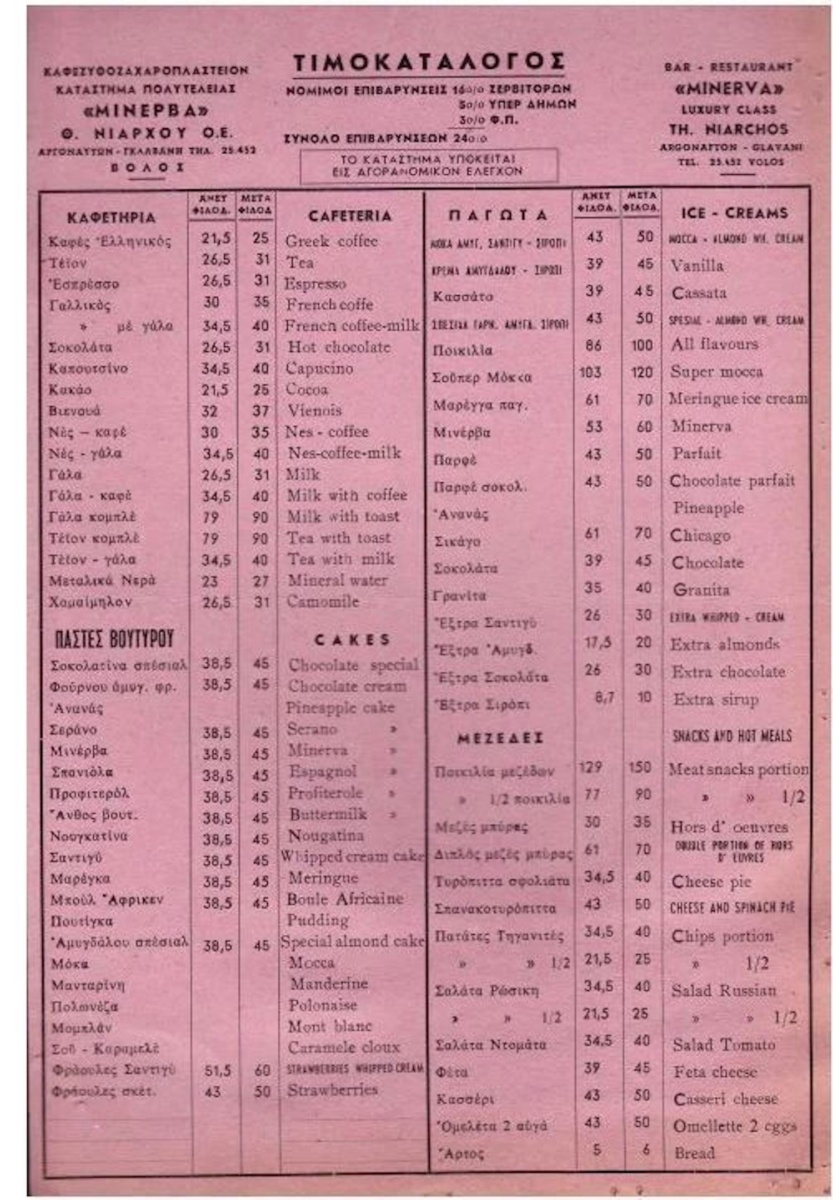 ΚΑΦΕΖΥΘΟΖΑΧΑΡΟΠΛΑΣΤΕΙΟΝ
ΚΑΤΑΣΤΗΜΑ ΠΟΛΥΤΕΛΕΙΑΣ
«ΜΙΝΕΡΒΑ»
Θ. ΝΙΑΡΧΟΥ Ο.Ε.
ΑΡΓΟΝΑΥΤΩΝ - ΓΚΛΑΒΑΝΗ ΤΗΛ. 25.452
ΒΟΛΟΣ
ΤΙΜΟΚΑΤΑΛΟΓΟΣ
ΝΟΜΙΜΟΙ ΕΠΙΒΑΡΥΝΣΕΙΣ 16ο/ο ΣΕΡΒΙΤΟΡΩΝ
5ο/ο ΥΠΕΡ ΔΗΜΩΝ
3ο/ο Φ.Π.
ΣΥΝΟΛΟ ΕΠΙΒΑΡΥΝΣΕΩΝ 24ο/ο
ΤΟ ΚΑΤΑΣΤΗΜΑ ΥΠΟΚΕΙΤΑΙ
ΕΙΣ ΑΓΟΡΑΝΟΜΙΚΟΝ ΕΛΕΓΧΟΝ
BAR - RESTAURANT
«MINERVA»
LUXURY CLASS
TH. NIARCHOS
ARGONAFTON - GLAVANI
TEL. 25.452 VOLOS
ΚΑΦΕΤΗΡΙΑ ΑΝΕΥ ΦΙΛΟΔ. ΜΕΤΑ ΦΙΛΟΔ CAFETERIA
Καφές Ἑλληνικός 21,5 25 Greek coffee
Τέϊον 26,5 31 Tea
Ἐσπρέσσο 26,5 31 Espresso
Γαλλικός 30 35 French coffe
» μέ γάλα 34,5 40 French coffee-milk
Σοκολάτα 26,5 31 Hot chocolate
Καπουτσίνο 34,5 40 Capucino
Κακάο 21,5 25 Cocoa
Βιενουά 32 37 Vienois
Νές – καφέ 30 35 Nes - coffee
Νές - γάλα 34,5 40 Nes-coffee-milk
Γάλα 26,5 31 Milk
Γάλα - καφέ 34,5 40 Milk with coffee
Γάλα κομπλέ 79 90 Milk with toast
Τέϊον κομπλέ 79 90 Tea with toast
Τέϊον - γάλα 34,5 40 Tea with milk
Μεταλικά Νερά 23 27 Mineral water
Χαμαίμηλον 26,5 31 Camomile
ΠΑΣΤΕΣ ΒΟΥΤΥΡΟΥ CAKES
Σοκολατίνα σπέσιαλ 38,5 45 Chocolate special
Φούρνου ἀμυγ. φρ. 38,5 45 Chocolate cream
Ἀνανάς Pineapple cake
Σεράνο 38,5 45 Serano »
Μινέρβα 38,5 45 Minerva »
Σπανιόλα 38,5 45 Espagnol »
Προφιτερόλ 38,5 45 Profiterole »
Ἄνθος βουτ. 38,5 45 Buttermilk »
Νουγκατίνα 38,5 45 Nougatina
Σαντιγύ 38,5 45 Whipped cream cake
Μαρέγκα 38,5 45 Meringue
Μπούλ Ἄφρικεν 38,5 45 Boule Africaine
Πουτίγκα Pudding
Ἀμυγδάλου σπέσιαλ 38,5 45 Special almond cake
Μόκα Mocca
Μανταρίνη Manderine
Πολωνέζα Polonaise
Μομπλάν Mont blanc
Σοῦ - Καραμελέ Caramele cloux
Φράουλες Σαντιγύ 51,5 60 STRAWBERRIES WHIPPED CREAM
Φράουλες σκέτ. 43 50 Strawberries
ΠΑΓΩΤΑ ΑΝΕΥ ΦΙΛΟΔ. ΜΕΤΑ ΦΙΛΟΔ. ICE - CREAMS
ΜΟΚΑ ΑΜΥΓ. ΣΑΝΤΙΓΥ - ΣΙΡΟΠΙ 43 50 MOCCA - ALMOND WH. CREAM
ΚΡΕΜΑ ΑΜΥΓΔΑΛΟΥ - ΣΙΡΟΠΙ 39 45 Vanilla
Κασσάτο 39 45 Cassata
ΣΠΕΣΙΑΛ ΓΑΡΝ. ΑΜΥΓΔ. ΣΙΡΟΠΙ 43 50 SPESIAL - ALMOND WH. CREAM
Ποικιλία 86 100 All flavours
Σοῦπερ Μόκκα 103 120 Super mocca
Μαρέγγα παγ. 61 70 Meringue ice cream
Μινέρβα 53 60 Minerva
Παρφέ 43 50 Parfait
Παρφέ σοκολ. 43 50 Chocolate parfait
Ἀνανάς Pineapple
Σικάγο 61 70 Chicago
Σοκολάτα 39 45 Chocolate
Γρανίτα 35 40 Granita
Ἔξτρα Σαντιγύ 26 30 EXTRA WHIPPED - CREAM
Ἔξτρα Ἀμυγδ. 17,5 20 Extra almonds
Ἔξτρα Σοκολάτα 26 30 Extra chocolate
Ἔξτρα Σιρόπι 8,7 10 Extra sirup
ΜΕΖΕΔΕΣ SNACKS AND HOT MEALS
Ποικιλία μεζέδων 129 150 Meat snacks portion
» 1/2 ποικιλία 77 90 » » 1/2
Μεζές μπύρας 30 35 Hors d' oeuvres
Διπλός μεζές μπύρας 61 70 DOUBLE PORTION OF HORS D' EUVRES
Τυρόπιττα σφολιάτα 34,5 40 Cheese pie
Σπανακοτυρόπιττα 43 50 CHEESE AND SPINACH PIE
Πατάτες Τηγανιτές 34,5 40 Chips portion
» » 1/2 21,5 25 » 1/2
Σαλάτα Ρώσικη 34,5 40 Salad Russian
» » 1/2 21,5 25 » » 1/2
Σαλάτα Ντομάτα 34,5 40 Salad Tomato
Φέτα 39 45 Feta cheese
Κασσέρι 43 50 Casseri cheese
Ὀμελέτα 2 αὐγά 43 50 Omellette 2 eggs
Ἄρτος 5 6 Bread